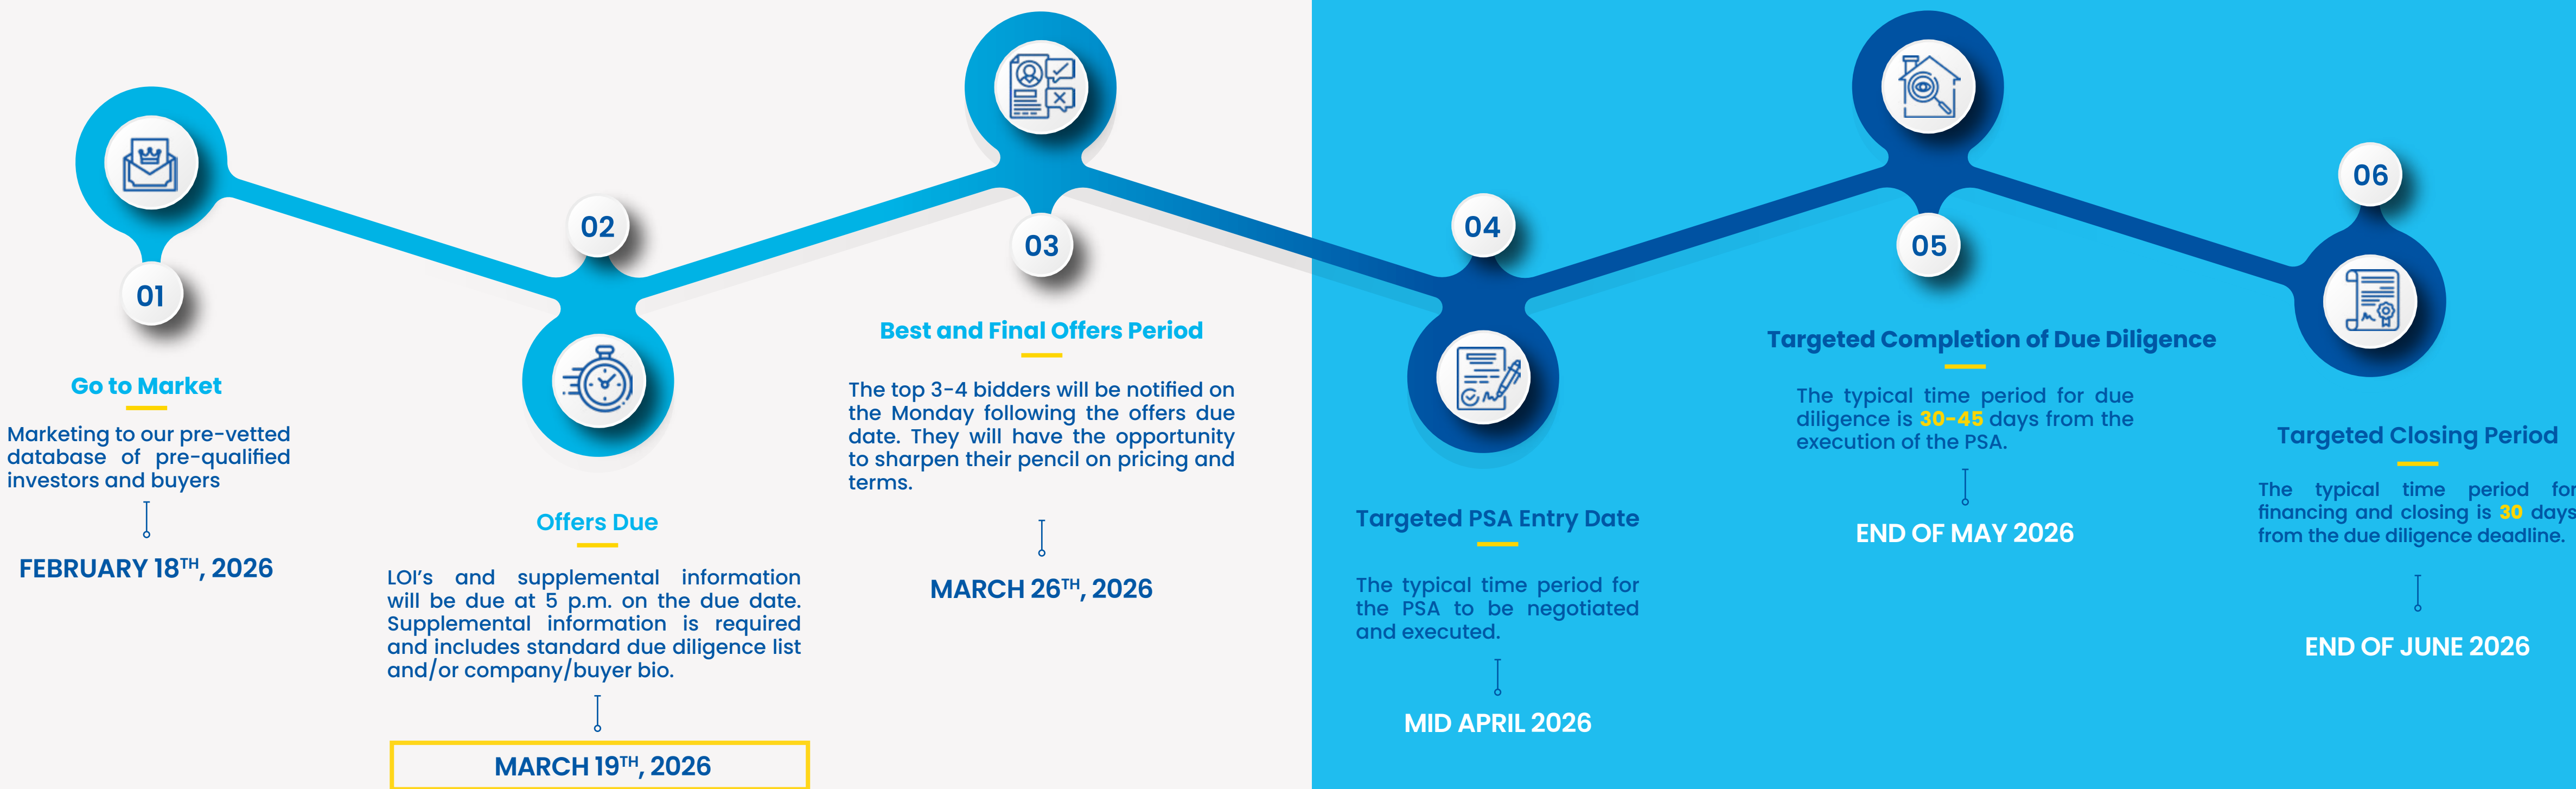 01
Go to Market
Marketing to our pre-vetted
database of pre-qualified
investors and buyers
FEBRUARY 18TH, 2026
02
Offers Due
LOI's and supplemental information
will be due at 5 p.m. on the due date.
Supplemental information is required
and includes standard due diligence list
and/or company/buyer bio.
MARCH 19TH, 2026
03
Best and Final Offers Period
The top 3-4 bidders will be notified on
the Monday following the offers due
date. They will have the opportunity
to sharpen their pencil on pricing and
terms.
MARCH 26TH, 2026
04
Targeted PSA Entry Date
The typical time period for
the PSA to be negotiated
and executed.
MID APRIL 2026
05
Targeted Completion of Due Diligence
The typical time period for due
diligence is 30-45 days from the
execution of the PSA.
END OF MAY 2026
06
Targeted Closing Period
The typical time period for
financing and closing is 30 days
from the due diligence deadline.
END OF JUNE 2026